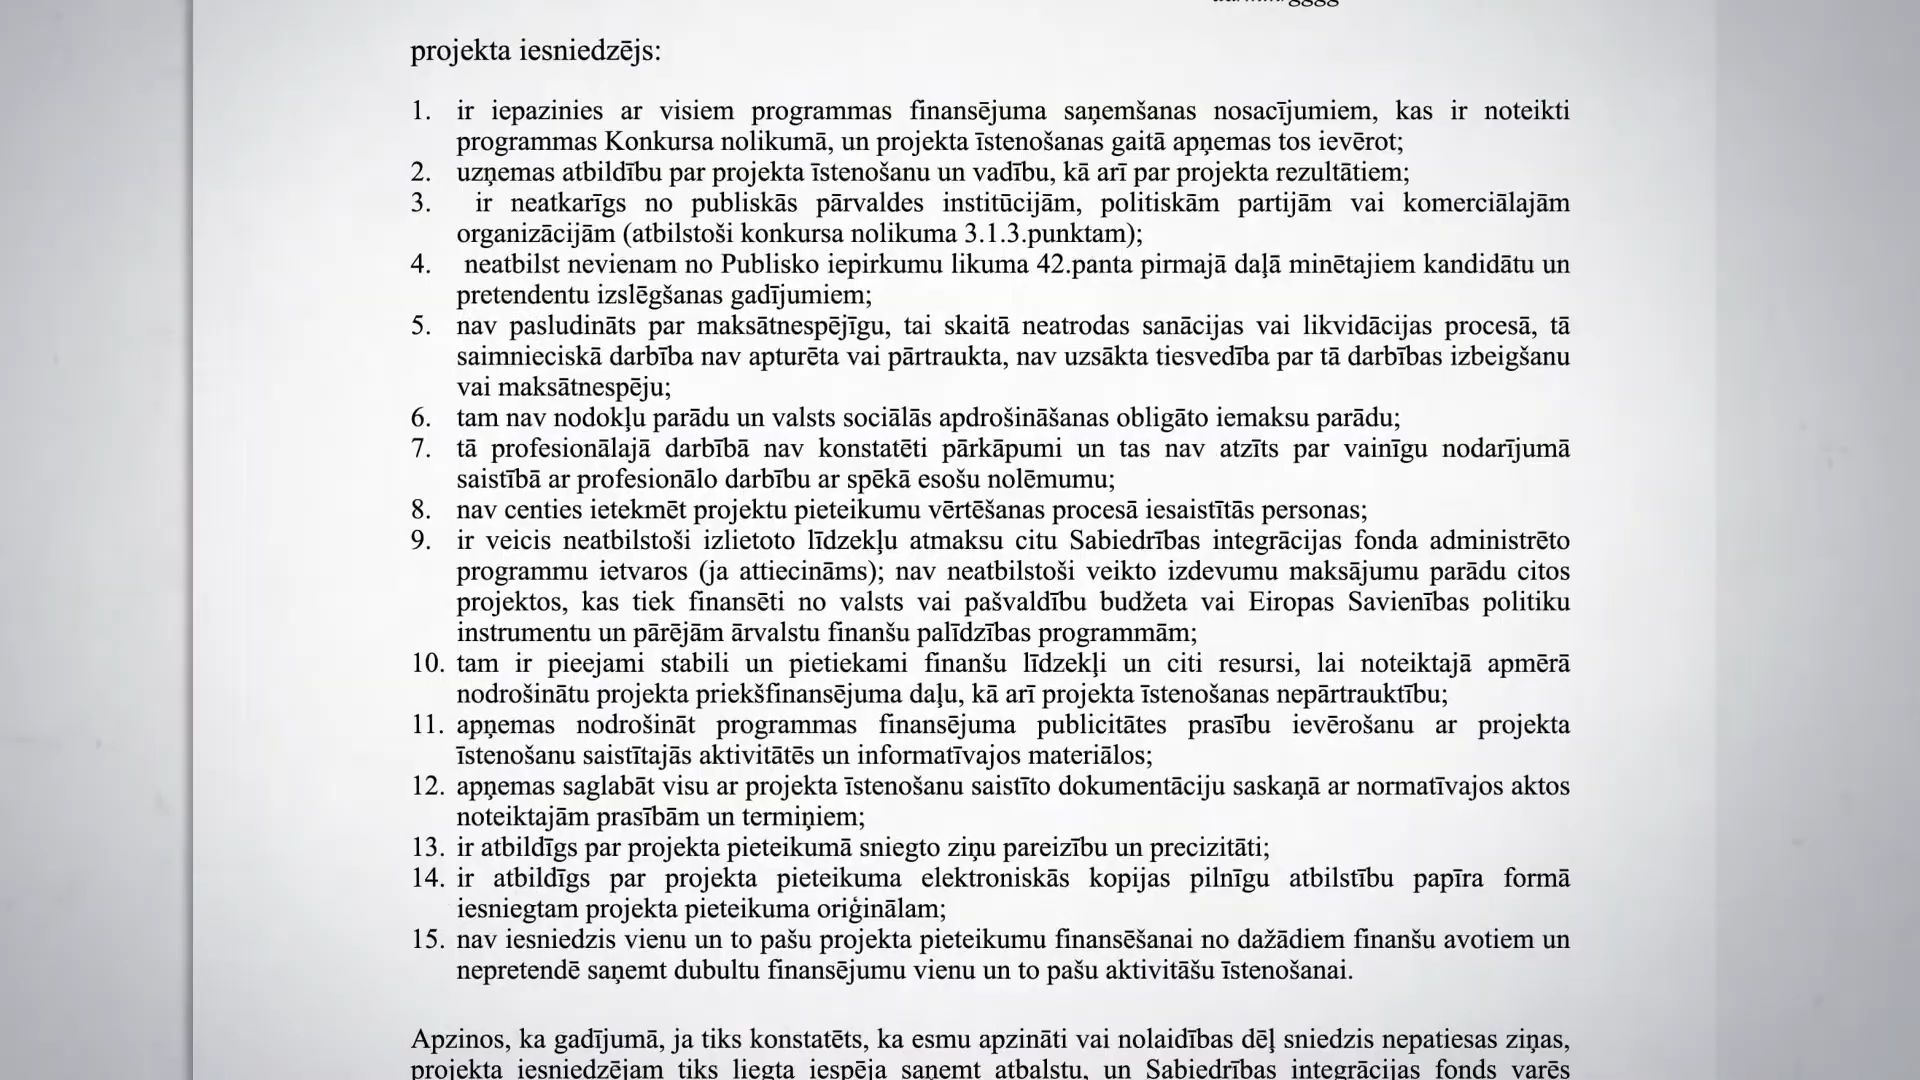 projekta iesniedzējs:
1. ir iepazinies ar visiem programmas finansējuma saņemšanas nosacījumiem, kas ir noteikti
programmas Konkursa nolikumā, un projekta īstenošanas gaitā apņemas tos ievērot;
2. uzņemas atbildību par projekta īstenošanu un vadību, kā arī par projekta rezultātiem;
3. ir neatkarīgs no publiskās pārvaldes institūcijām, politiskām partijām vai komerciālajām
organizācijām (atbilstoši konkursa nolikuma 3.1.3.punktam);
4. neatbilst nevienam no Publisko iepirkumu likuma 42.panta pirmajā daļā minētajiem kandidātu un
pretendentu izslēgšanas gadījumiem;
5. nav pasludināts par maksātnespējīgu, tai skaitā neatrodas sanācijas vai likvidācijas procesā, tā
saimnieciskā darbība nav apturēta vai pārtraukta, nav uzsākta tiesvedība par tā darbības izbeigšanu
vai maksātnespēju;
6. tam nav nodokļu parādu un valsts sociālās apdrošināšanas obligāto iemaksu parādu;
7. tā profesionālajā darbībā nav konstatēti pārkāpumi un tas nav atzīts par vainīgu nodarījumā
saistībā ar profesionālo darbību ar spēkā esošu nolēmumu;
8. nav centies ietekmēt projektu pieteikumu vērtēšanas procesā iesaistītās personas;
9. ir veicis neatbilstoši izlietoto līdzekļu atmaksu citu Sabiedrības integrācijas fonda administrēto
programmu ietvaros (ja attiecināms); nav neatbilstoši veikto izdevumu maksājumu parādu citos
projektos, kas tiek finansēti no valsts vai pašvaldību budžeta vai Eiropas Savienības politiku
instrumentu un pārējām ārvalstu finanšu palīdzības programmām;
10. tam ir pieejami stabili un pietiekami finanšu līdzekļi un citi resursi, lai noteiktajā apmērā
nodrošinātu projekta priekšfinansējuma daļu, kā arī projekta īstenošanas nepārtrauktību;
11. apņemas nodrošināt programmas finansējuma publicitātes prasību ievērošanu ar projekta
īstenošanu saistītajās aktivitātēs un informatīvajos materiālos;
12. apņemas saglabāt visu ar projekta īstenošanu saistīto dokumentāciju saskaņā ar normatīvajos aktos
noteiktajām prasībām un termiņiem;
13. ir atbildīgs par projekta pieteikumā sniegto ziņu pareizību un precizitāti;
14. ir atbildīgs par projekta pieteikuma elektroniskās kopijas pilnīgu atbilstību papīra formā
iesniegtam projekta pieteikuma oriģinālam;
15. nav iesniedzis vienu un to pašu projekta pieteikumu finansēšanai no dažādiem finanšu avotiem un
nepretendē saņemt dubultu finansējumu vienu un to pašu aktivitāšu īstenošanai.
Apzinos, ka gadījumā, ja tiks konstatēts, ka esmu apzināti vai nolaidības dēļ sniedzis nepatiesas ziņas,
projekta iesniedzējam tiks liegta iespēja saņemt atbalstu, un Sabiedrības integrācijas fonds varēs